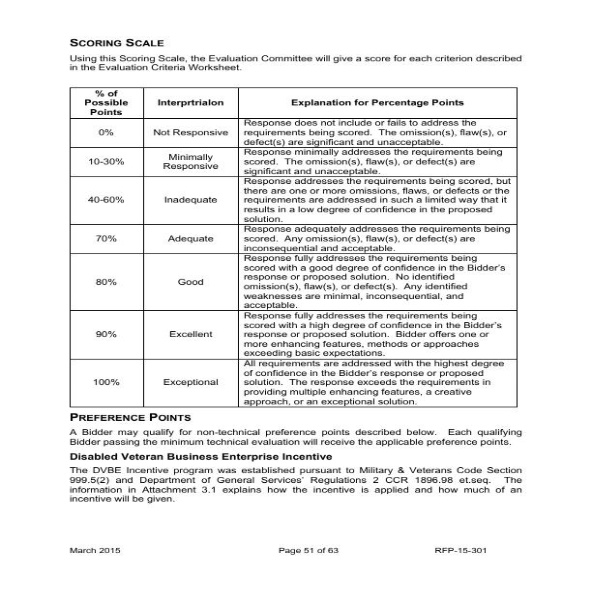 SCORING SCALE
Using this Scoring Scale, the Evaluation Committee will give a score for each criterion described
in the Evaluation Criteria Worksheet.
% of
Possible
Points
Interprtrialon
Explanation for Percentage Points
0%
Not Responsive
Response does not include or fails to address the
requirements being scored. The omission(s), flaw(s), or
defect(s) are significant and unacceptable.
10-30%
Minimally
Responsive
Response minimally addresses the requirements being
scored. The omission(s), flaw(s), or defect(s) are
significant and unacceptable.
40-60%
Inadequate
Response addresses the requirements being scored, but
there are one or more omissions, flaws, or defects or the
requirements are addressed in such a limited way that it
results in a low degree of confidence in the proposed
solution.
70%
Adequate
Response adequately addresses the requirements being
scored. Any omission(s), flaw(s), or defect(s) are
inconsequential and acceptable.
80%
Good
Response fully addresses the requirements being
scored with a good degree of confidence in the Bidder's
response or proposed solution. No identified
omission(s), flaw(s), or defect(s). Any identified
weaknesses are minimal, inconsequential, and
acceptable.
90%
Excellent
Response fully addresses the requirements being
scored with a high degree of confidence in the Bidder's
response or proposed solution. Bidder offers one or
more enhancing features, methods or approaches
exceeding basic expectations.
100%
Exceptional
All requirements are addressed with the highest degree
of confidence in the Bidder's response or proposed
solution. The response exceeds the requirements in
providing multiple enhancing features, a creative
approach, or an exceptional solution.
PREFERENCE POINTS
A Bidder may qualify for non-technical preference points described below. Each qualifying
Bidder passing the minimum technical evaluation will receive the applicable preference points.
Disabled Veteran Business Enterprise Incentive
The DVBE Incentive program was established pursuant to Military & Veterans Code Section
999.5(2) and Department of General Services' Regulations 2 CCR 1896.98 et.seq. The
information in Attachment 3.1 explains how the incentive is applied and how much of an
incentive will be given.
March 2015
Page 51 of 63
RFP-15-301